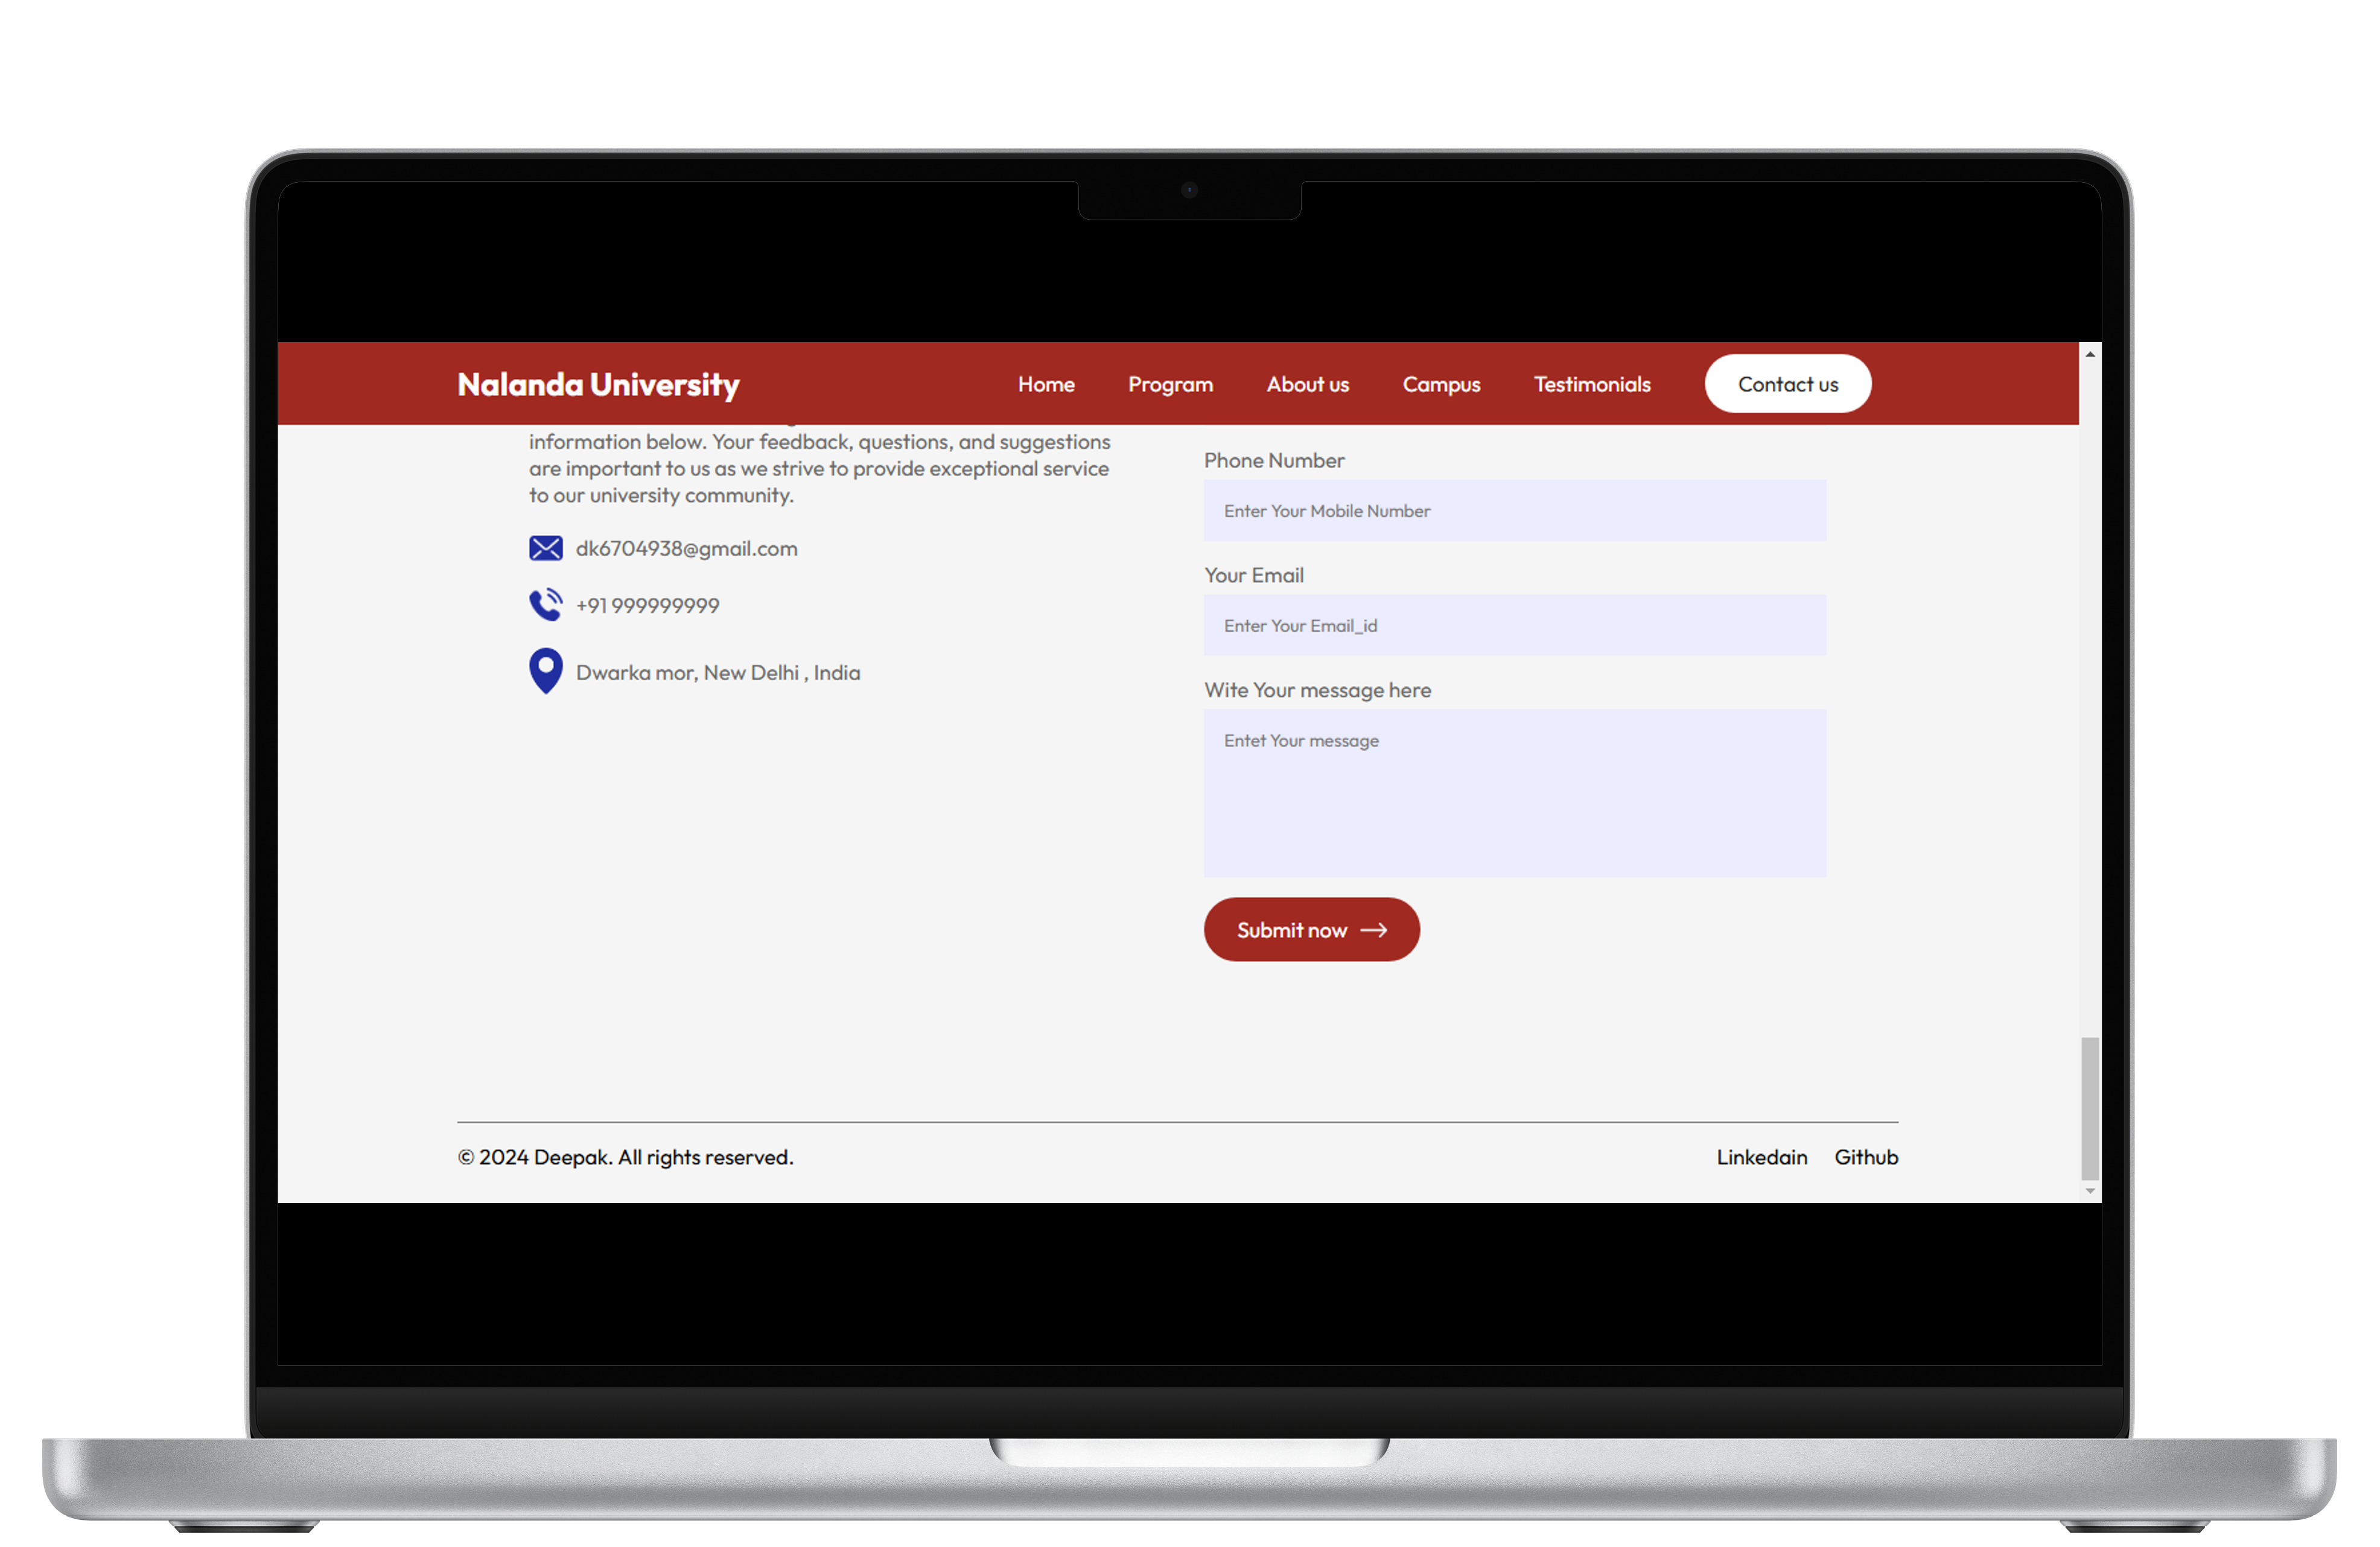 Nalanda University
Home
Program
About us
Campus
Testimonials
Contact us
information below. Your feedback, questions, and suggestions
are important to us as we strive to provide exceptional service
to our university community.
dk6704938@gmail.com
+91 999999999
Dwarka mor, New Delhi , India
Phone Number
Enter Your Mobile Number
Your Email
Enter Your Email_id
Wite Your message here
Entet Your message
Submit now
© 2024 Deepak. All rights reserved.
Linkedain
Github